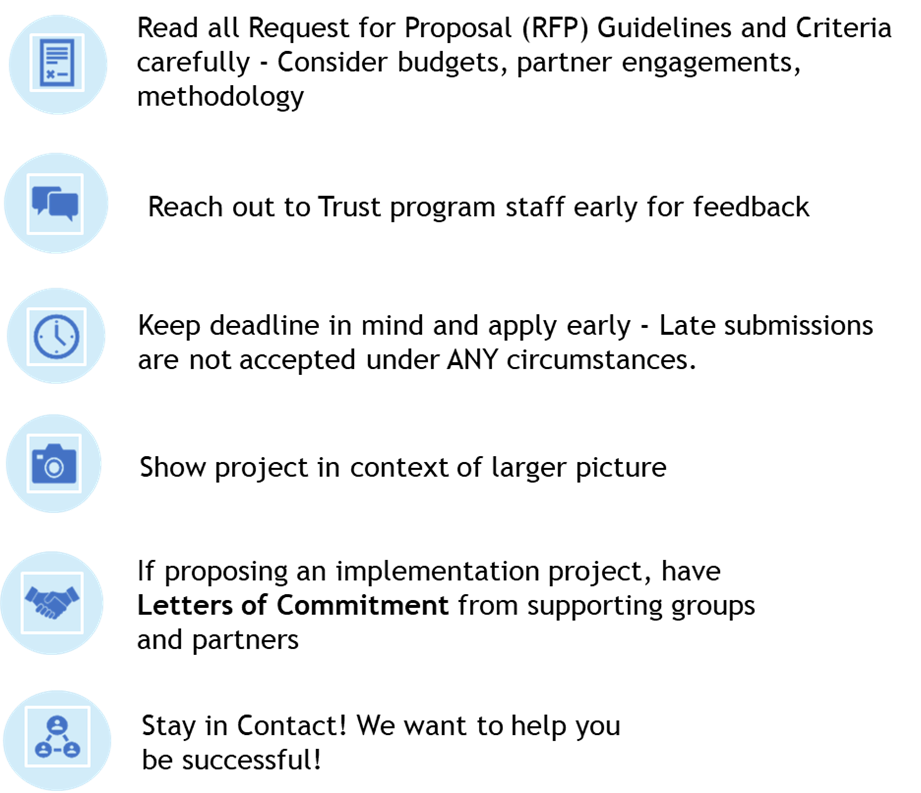 Read all Request for Proposal (RFP) Guidelines and Criteria
carefully - Consider budgets, partner engagements,
methodology
Reach out to Trust program staff early for feedback
Keep deadline in mind and apply early - Late submissions
are not accepted under ANY circumstances.
Show project in context of larger picture
If proposing an implementation project, have
Letters of Commitment from supporting groups
and partners
Stay in Contact! We want to help you
be successful!